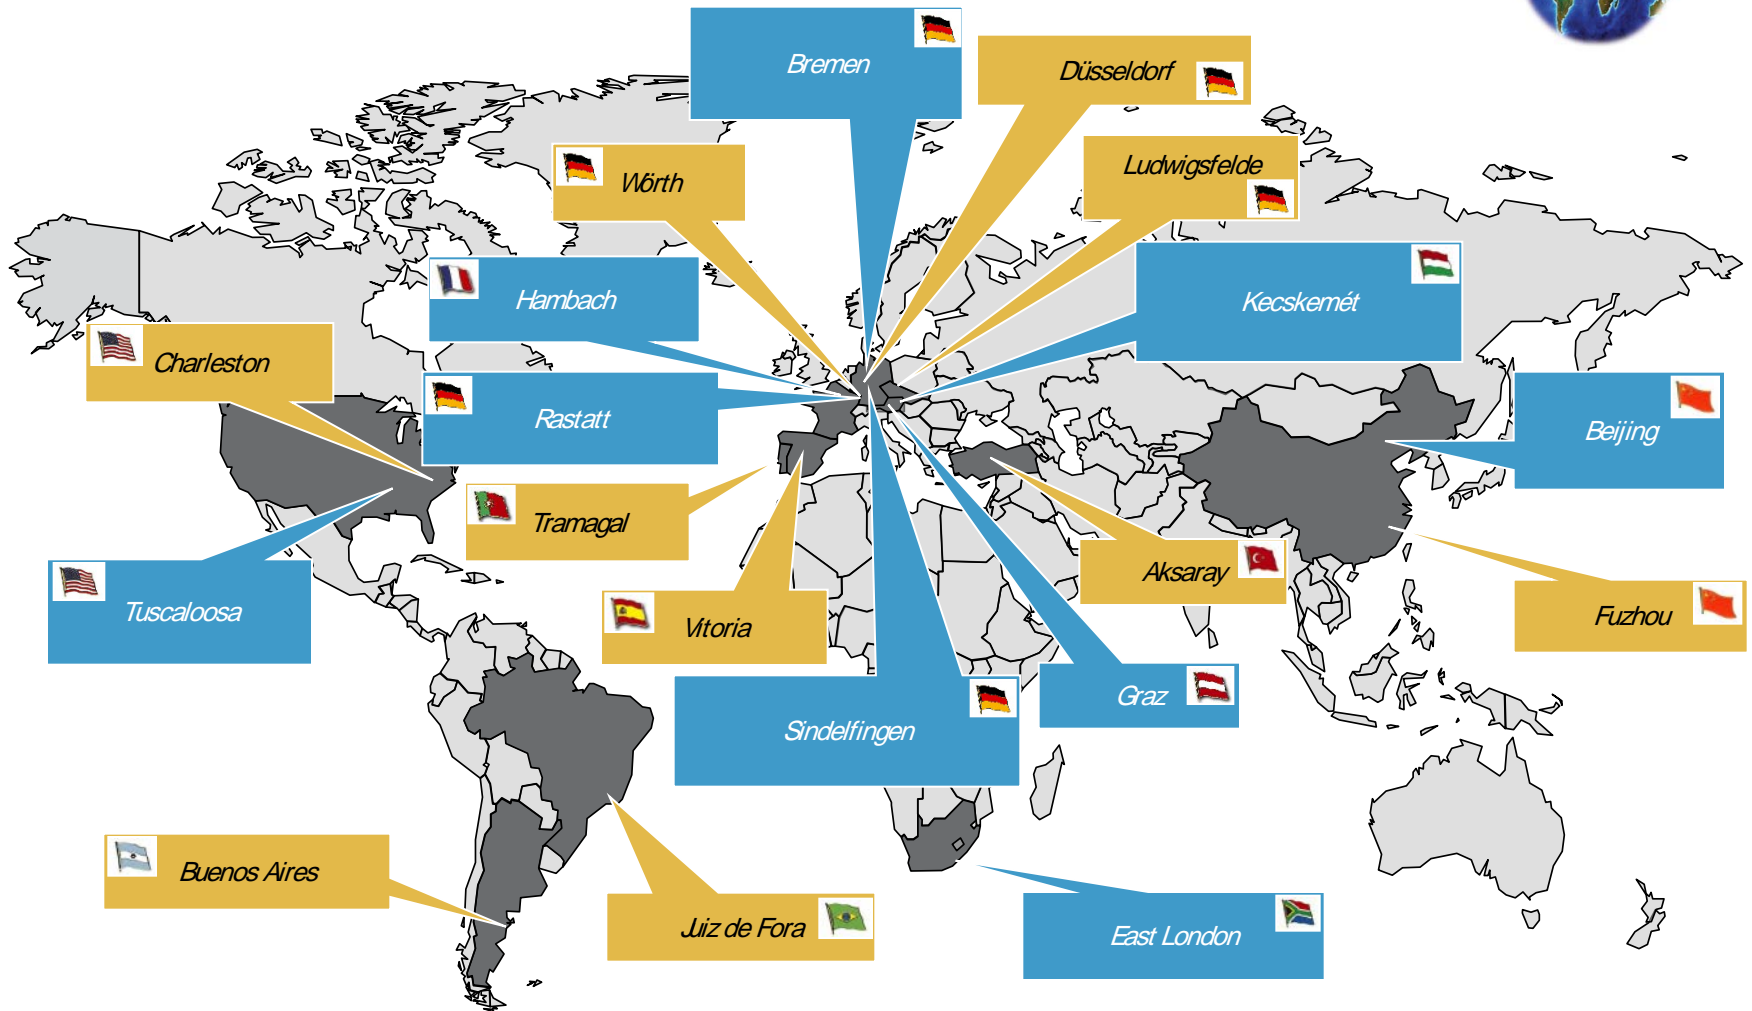 Bremen
Düsseldorf
Ludwigsfelde
Wörth
Hambach
Kecskemét
Charleston
Rastatt
Beijing
Tramagal
Aksaray
Tuscaloosa
Vitoria
Fuzhou
Graz
Sindelfingen
Buenos Aires
Juiz de Fora
East London